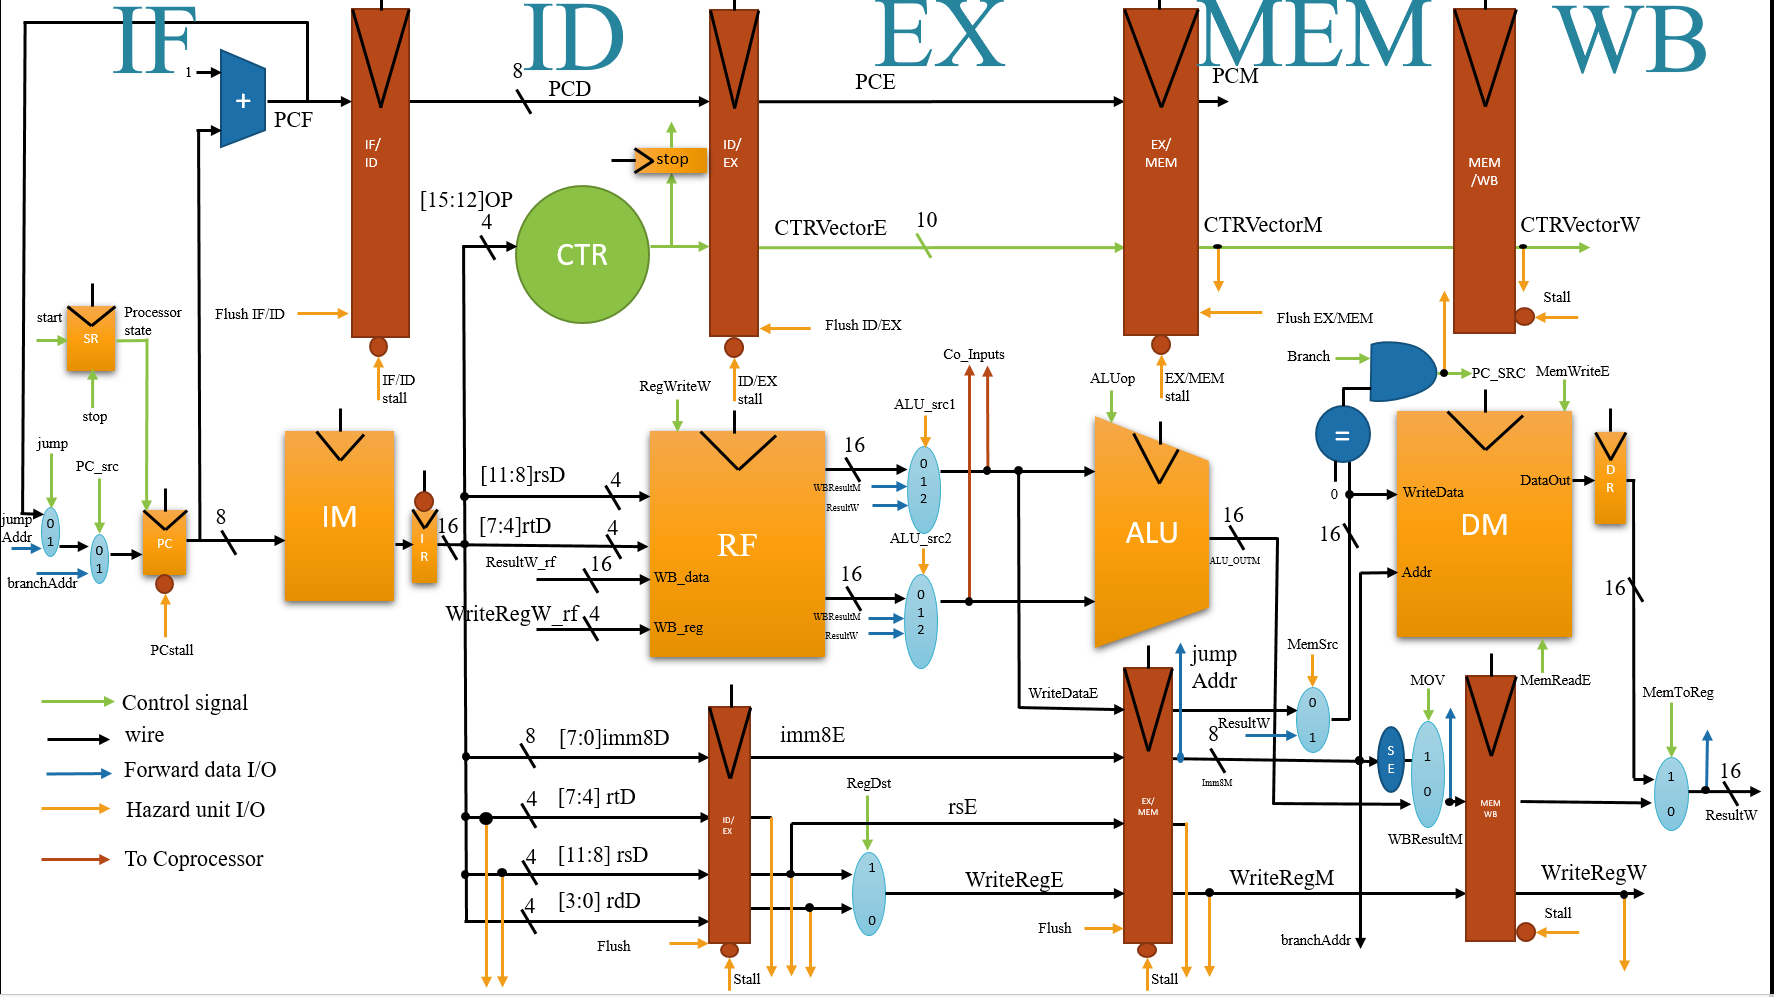 IF
ID
EX
MEM
WB
1
+
PCF
IF/
ID
8
PCD
ID/
EX
PCE
EX/
MEM
PCM
MEM
/WB
stop
[15:12]OP
4
CTR
CTRVectorE
10
CTRVectorM
CTRVectorW
start
Processor
state
SR
stop
Flush IF/ID
IF/ID
stall
Flush ID/EX
ID/EX
stall
Flush EX/MEM
EX/MEM
stall
Stall
Co_Inputs
RegWriteW
ALU_src1
ALUop
Branch
=
PC_SRC
MemWriteE
jump
PC_src
jump
Addr
0
1
0
1
branchAddr
PC
PCstall
8
IM
I
R
16
[11:8]rsD
4
[7:4]rtD
4
ResultW_rf
16
WB_data
WriteRegW_rf
4
WB_reg
RF
16
WBResultM
ResultW
0
1
2
ALU_src2
16
WBResultM
ResultW
0
1
2
ALU
16
ALU_OUTM
0
16
WriteData
DataOut
DM
Addr
D
R
16
MemReadE
Control signal
wire
Forward data I/O
Hazard unit I/O
To Coprocessor
8
[7:0]imm8D
4
[7:4] rtD
4
[11:8] rsD
4
[3:0] rdD
Flush
ID/
EX
Stall
imm8E
RegDst
rsE
1
0
WriteRegE
WriteDataE
Flush
EX/
MEM
Stall
jump
Addr
8
Imm8M
ResultW
MemSrc
0
1
S
E
MOV
1
0
WBResultM
WriteRegM
branchAddr
MEM
WB
Stall
WriteRegW
MemToReg
1
0
16
ResultW